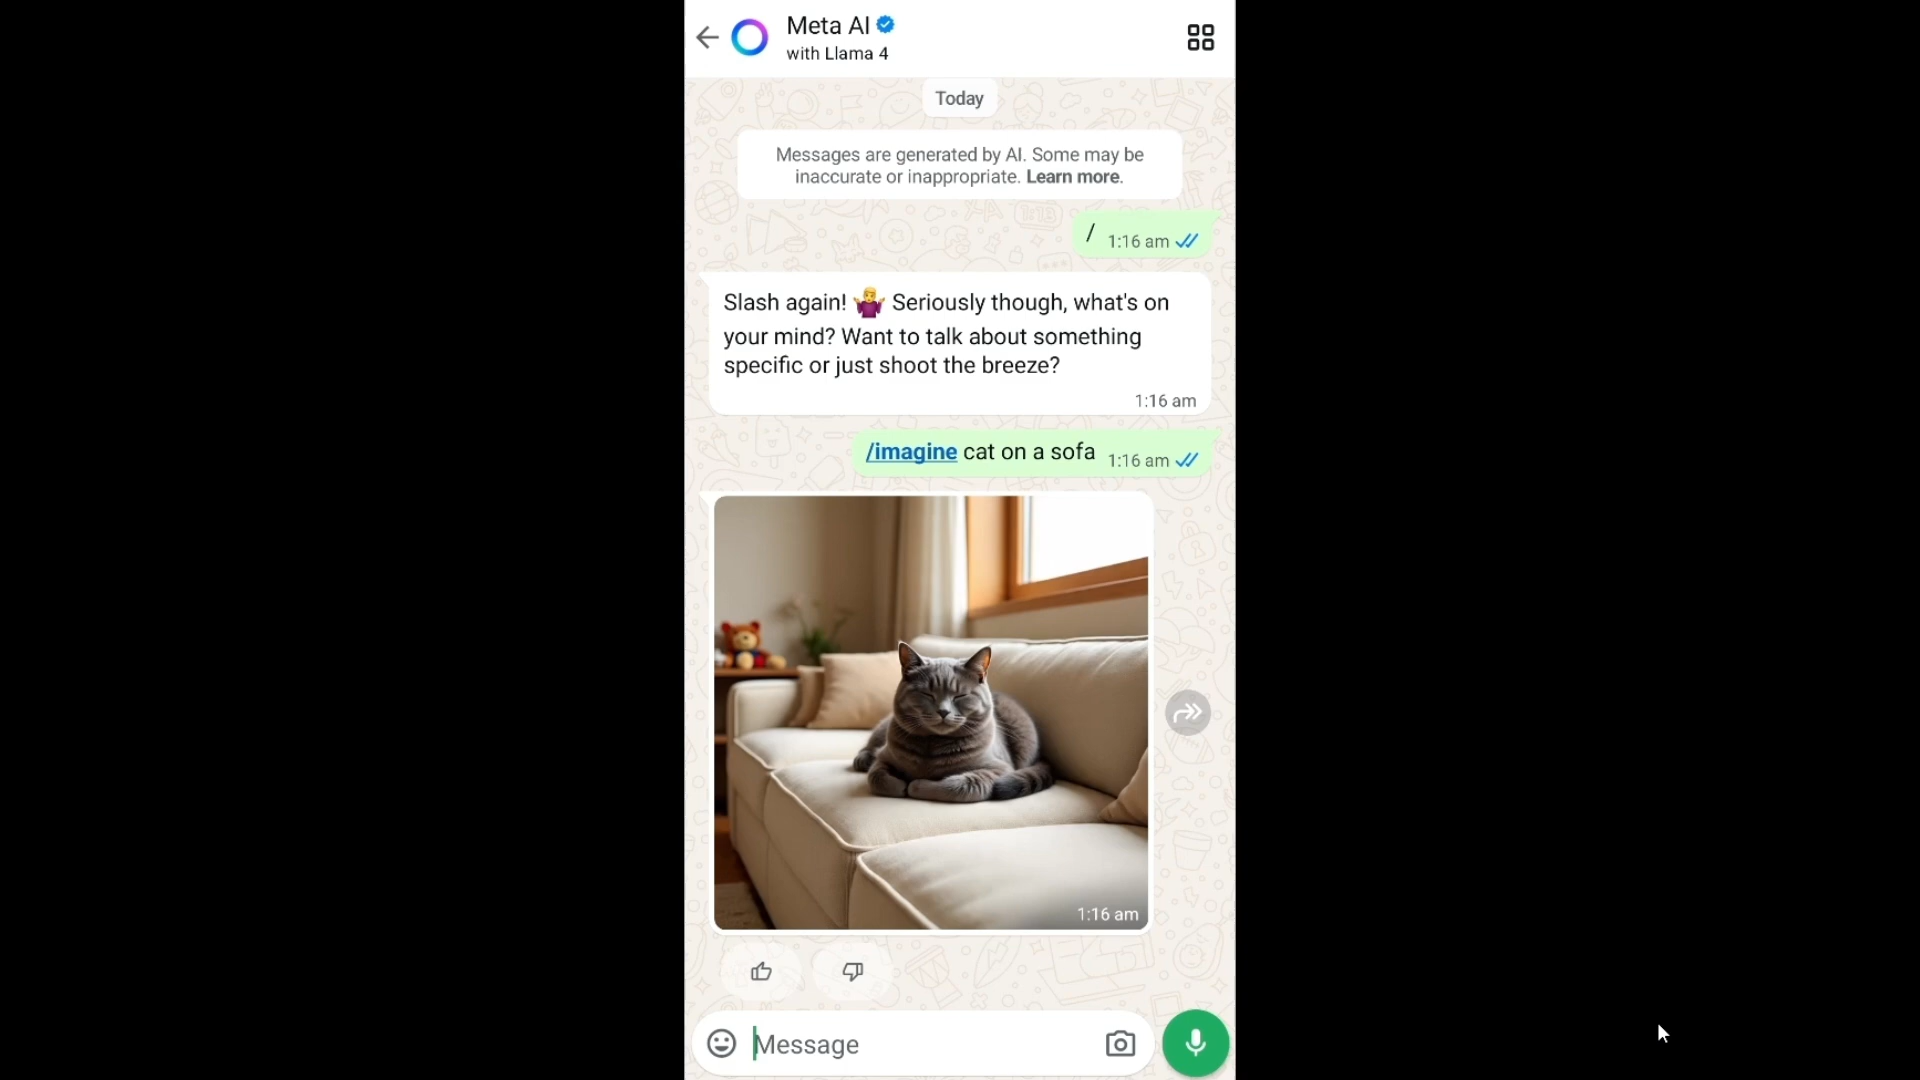 Meta AI
with Llama 4
Today
Messages are generated by AI. Some may be
inaccurate or inappropriate. Learn more.
/ 1:16 am
Slash again! 🤷 Seriously though, what's on
your mind? Want to talk about something
specific or just shoot the breeze?
1:16 am
/imagine cat on a sofa 1:16 am
1:16 am
Message